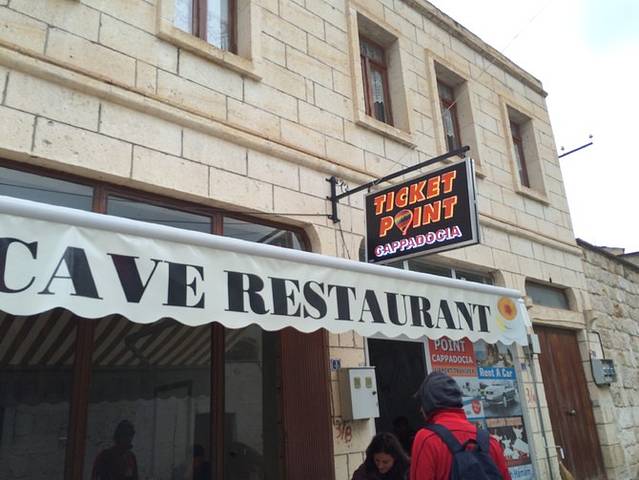 TICKET
POINT
CAPPADOCIA
CAVE RESTAURANT
POINT
CAPPADOCIA
Rent A Car